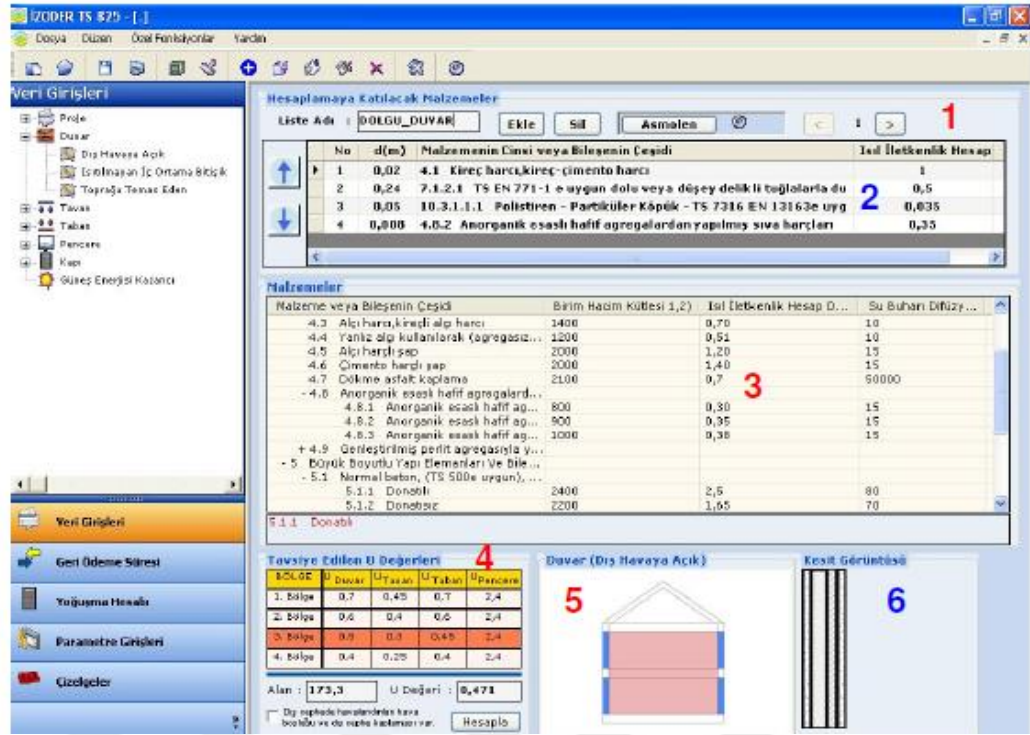 İZODER TS 825 - [.]
Dosya Düzen Özel Fonksiyonlar Yardım
Veri Girişleri
Proje
Duvar
Dış Havaya Açık
Isıtılmayan İç Ortama Bitişik
Toprağa Temas Eden
Tavan
Taban
Pencere
Kapı
Güneş Enerjisi Kazancı
Hesaplamaya Katılacak Malzemeler
Liste Adı : DOLGU_DUVAR Ekle Sil Asmolen < 1 > 1
No d(m) Malzemenin Cinsi veya Bileşenin Çeşidi Isıl İletkenlik Hesap
1 0,02 4.1 Kireç harcı,kireç-çimento harcı 1
2 0,24 7.1.2.1 TS EN 771-1 e uygun dolu veya düşey delikli tuğlalarla du 0,5
2
3 0,05 10.3.1.1.1 Polistiren - Partiküler Köpük - TS 7316 EN 13163e uyg 0,035
4 0,008 4.8.2 Anorganik esaslı hafif agregalardan yapılmış sıva harçları 0,35
Malzemeler
Malzeme veya Bileşenin Çeşidi Birim Hacim Kütlesi 1,2) Isıl İletkenlik Hesap D... Su Buharı Difüzy...
4.3 Alçı harcı,kireçli alçı harcı 1400 0,70 10
4.4 Yanlız alçı kullanılarak (agregasız... 1200 0,51 10
4.5 Alçı harçlı şap 2000 1,20 15
4.6 Çimento harçlı şap 2000 1,40 15
4.7 Dökme asfalt kaplama 2100 0,7 50000
3
- 4.8 Anorganik esaslı hafif agregalard...
4.8.1 Anorganik esaslı hafif ag... 800 0,30 15
4.8.2 Anorganik esaslı hafif ag... 900 0,35 15
4.8.3 Anorganik esaslı hafif ag... 1000 0,38 15
+ 4.9 Genleştirilmiş perlit agregasıyla y...
- 5 Büyük Boyutlu Yapı Elemanları Ve Bile...
- 5.1 Normal beton, (TS 500e uygun), ...
5.1.1 Donatılı 2400 2,5 80
5.1.2 Donatısız 2200 1,65 70
5.1.1 Donatılı
Veri Girişleri
Geri Ödeme Süresi
Yoğuşma Hesabı
Parametre Girişleri
Çizelgeler
Tavsiye Edilen U Değerleri 4
BÖLGE U Duvar U Tavan U Taban U Pencere
1. Bölge 0,7 0,45 0,7 2,4
2. Bölge 0,6 0,4 0,6 2,4
3. Bölge 0,5 0,3 0,45 2,4
4. Bölge 0,4 0,25 0,4 2,4
Alan : 173,3 U Değeri : 0,471
Dış cephede havalandırılan hava
boşluğu ve dış cephe kaplaması var.
Hesapla
Duvar (Dış Havaya Açık)
5
Kesit Görüntüsü
6